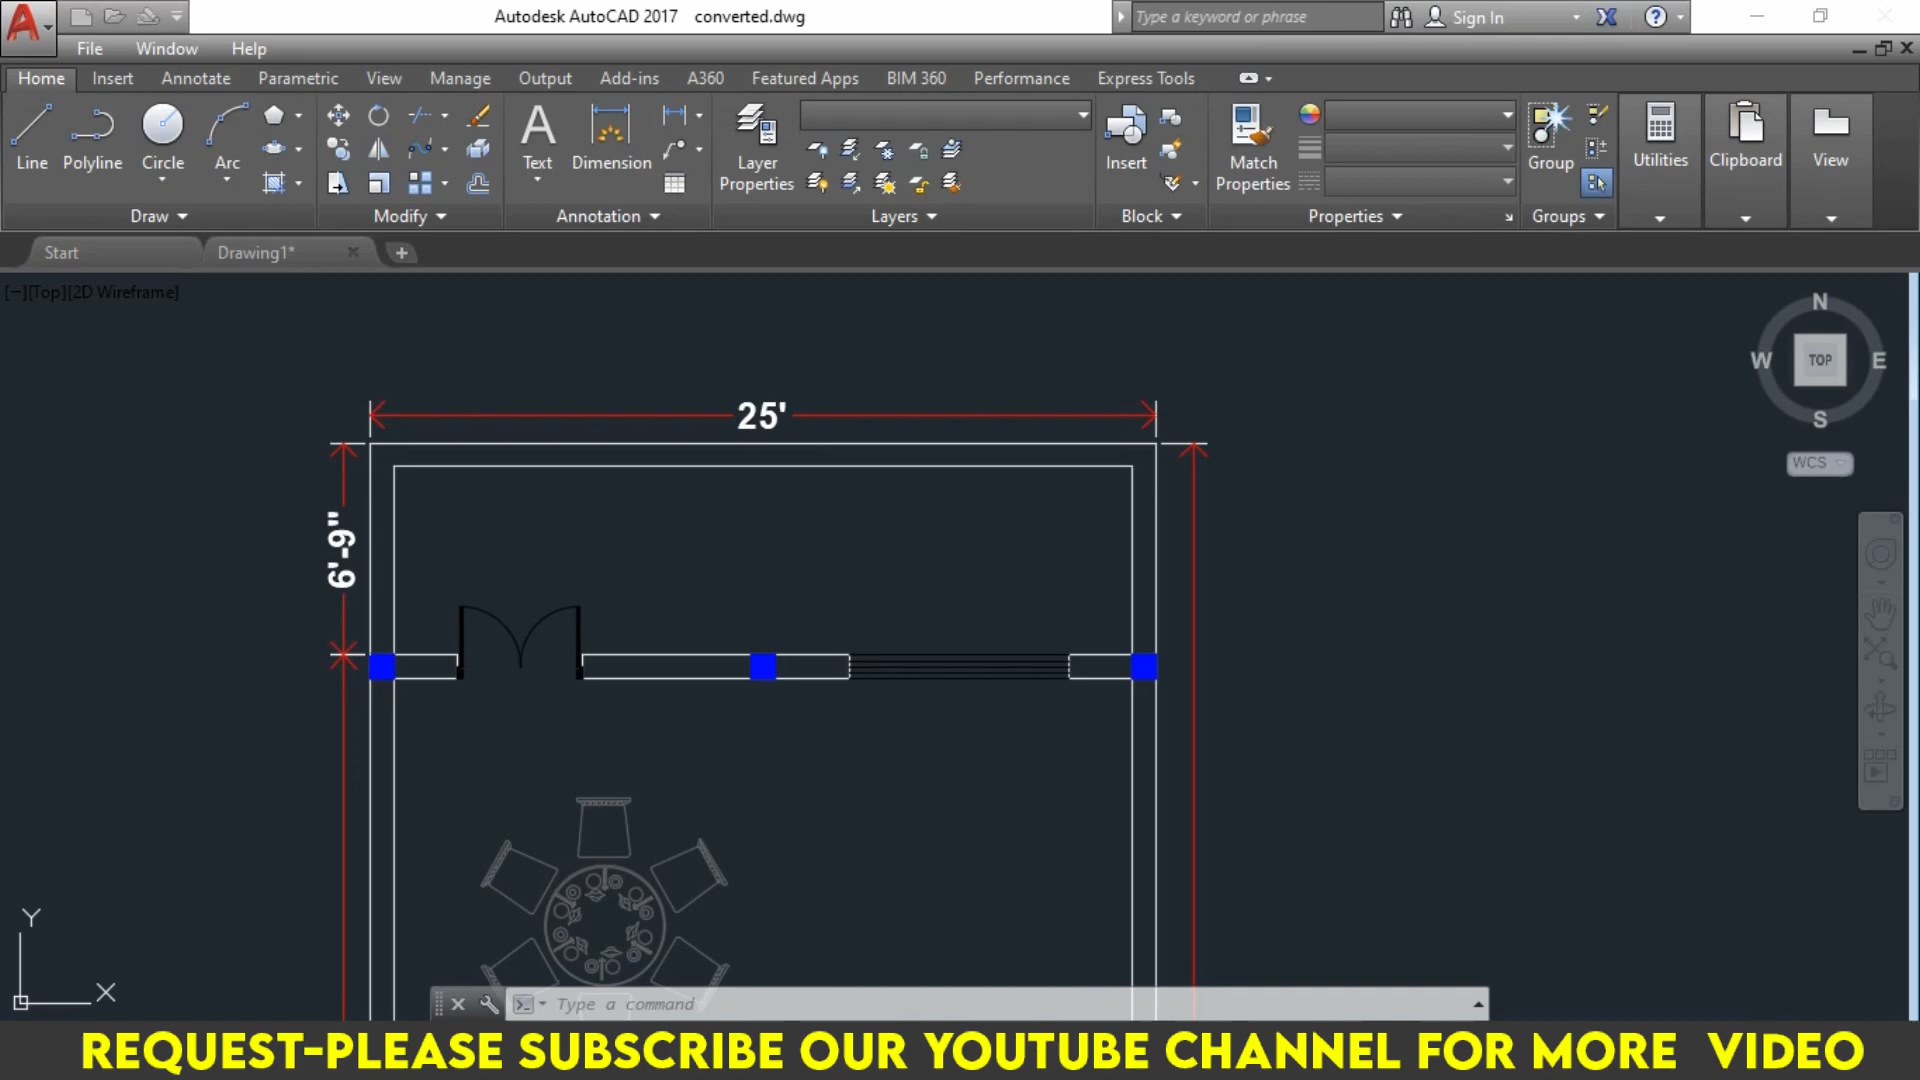 Autodesk AutoCAD 2017 converted.dwg
Type a keyword or phrase
Sign In
File Window Help
Home Insert Annotate Parametric View Manage Output Add-ins A360 Featured Apps BIM 360 Performance Express Tools
Line Polyline Circle Arc
Text Dimension
Layer Properties
Insert
Match Properties
Group
Utilities Clipboard View
Draw Modify Annotation Layers Block Properties Groups
Start Drawing1*
[−][Top][2D Wireframe]
N
W TOP E
S
WCS
25'
6'-9"
Y
X
Type a command
REQUEST-PLEASE SUBSCRIBE OUR YOUTUBE CHANNEL FOR MORE VIDEO